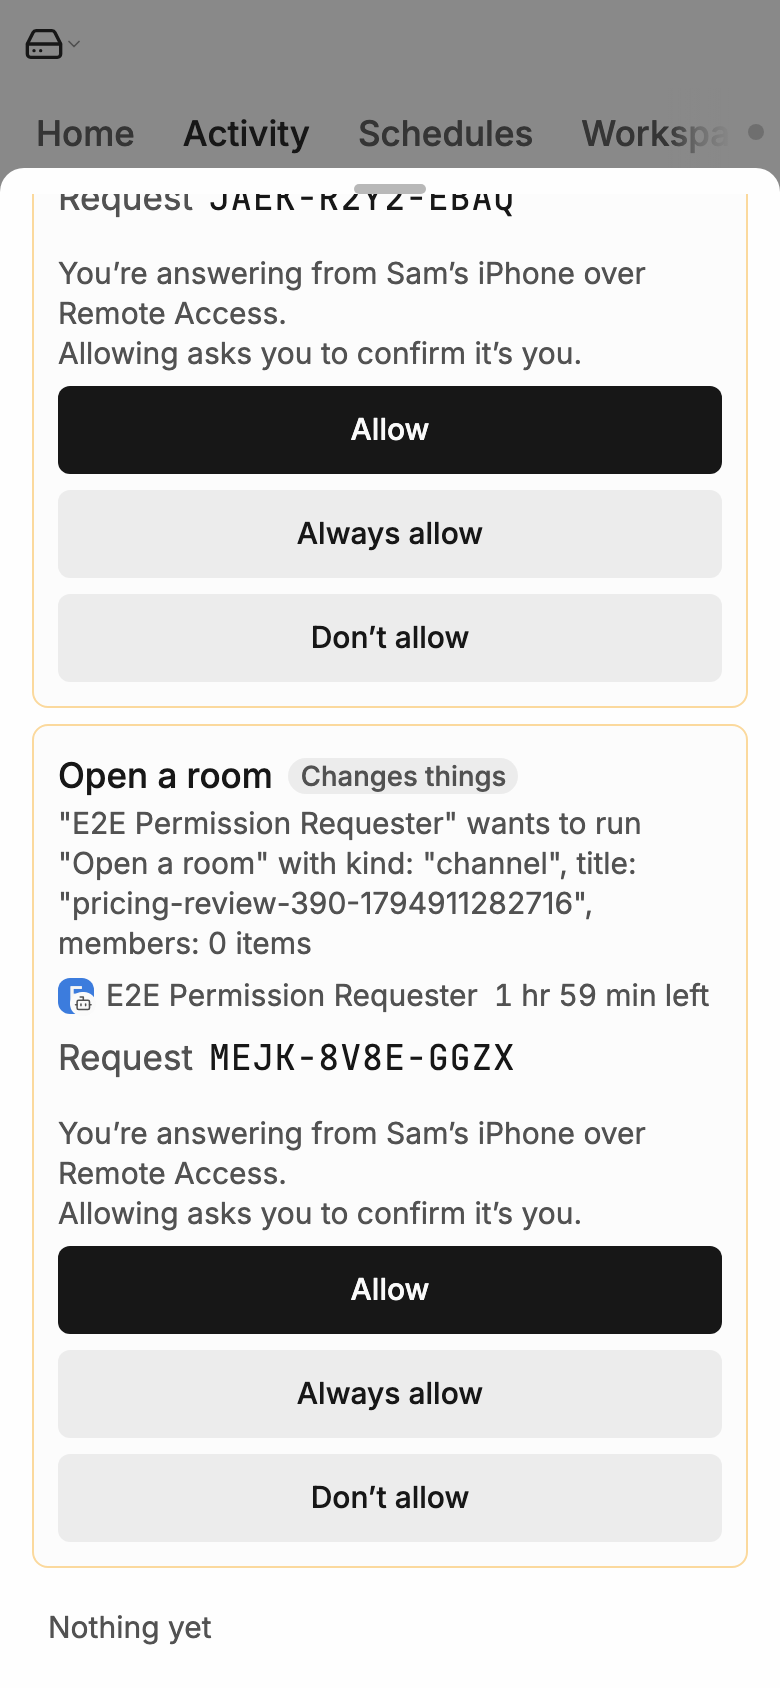 Home Activity Schedules
Request JAEK-R2Y2-EBAQ
You’re answering from Sam’s iPhone over
Remote Access.
Allowing asks you to confirm it’s you.
Allow
Always allow
Don’t allow
Open a room Changes things
"E2E Permission Requester" wants to run
"Open a room" with kind: "channel", title:
"pricing-review-390-1794911282716",
members: 0 items
E2E Permission Requester 1 hr 59 min left
Request MEJK-8V8E-GGZX
You’re answering from Sam’s iPhone over
Remote Access.
Allowing asks you to confirm it’s you.
Allow
Always allow
Don’t allow
Nothing yet